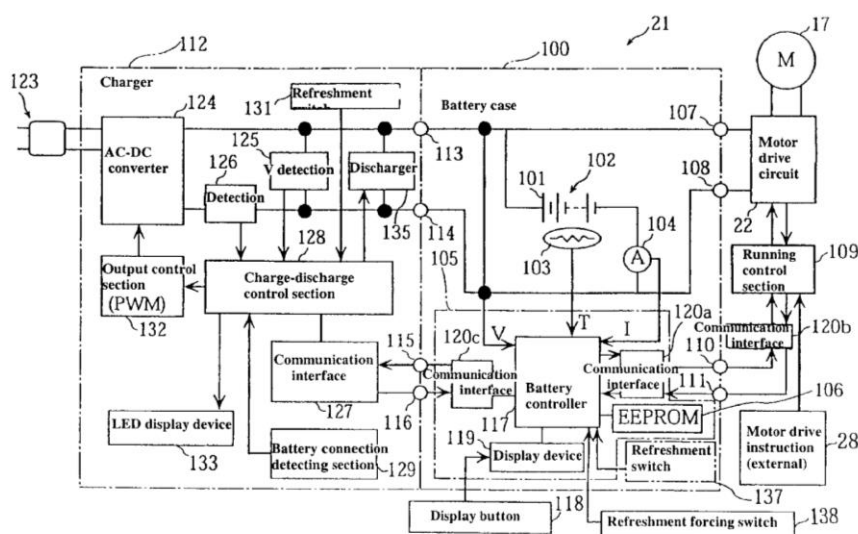 112
100
21
17
M
123
Charger
124
131
Refreshment
Battery case
107
AC-DC
converter
126
125
V detection
Discharger
113
101
102
108
Motor
drive
circuit
Detection
135
114
104
22
128
103
A
109
Output control
section
(PWM)
Charge-discharge
control section
105
Running
control
section
132
120c
V
T
I
120a
Communication
interface
120b
115
110
Communication
interface
Communication
interface
Battery
controller
Communication
interface
111
127
116
117
EEPROM
106
LED display device
119
Display device
Refreshment
switch
Motor drive
instruction
(external)
28
133
Battery connection
detecting section
129
137
Display button
118
Refreshment forcing switch
138